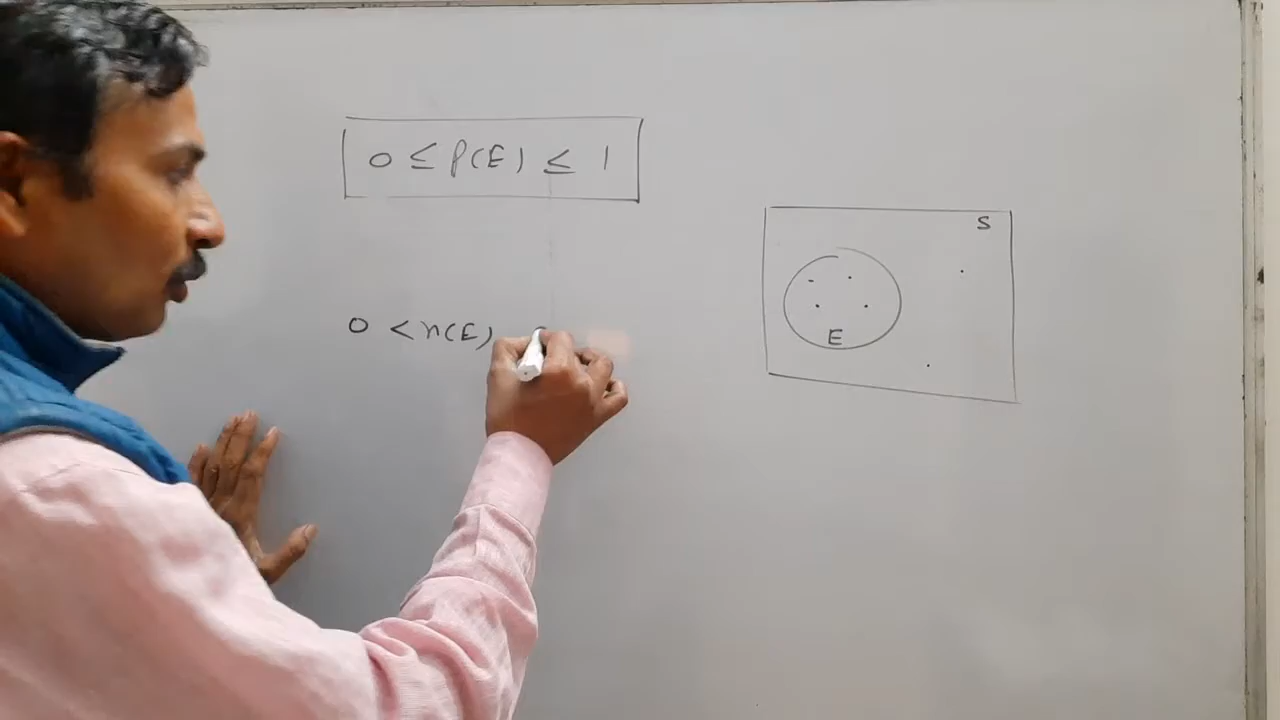 0 ≤ P(E) ≤ 1
S
0 < n(E)
E